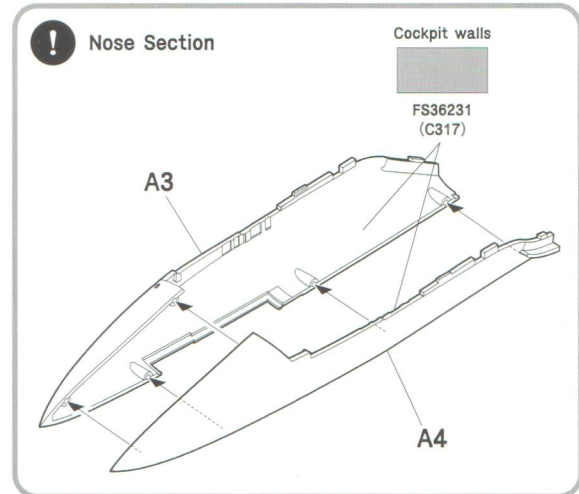 ! Nose Section
Cockpit walls
FS36231
(C317)
A3
A4